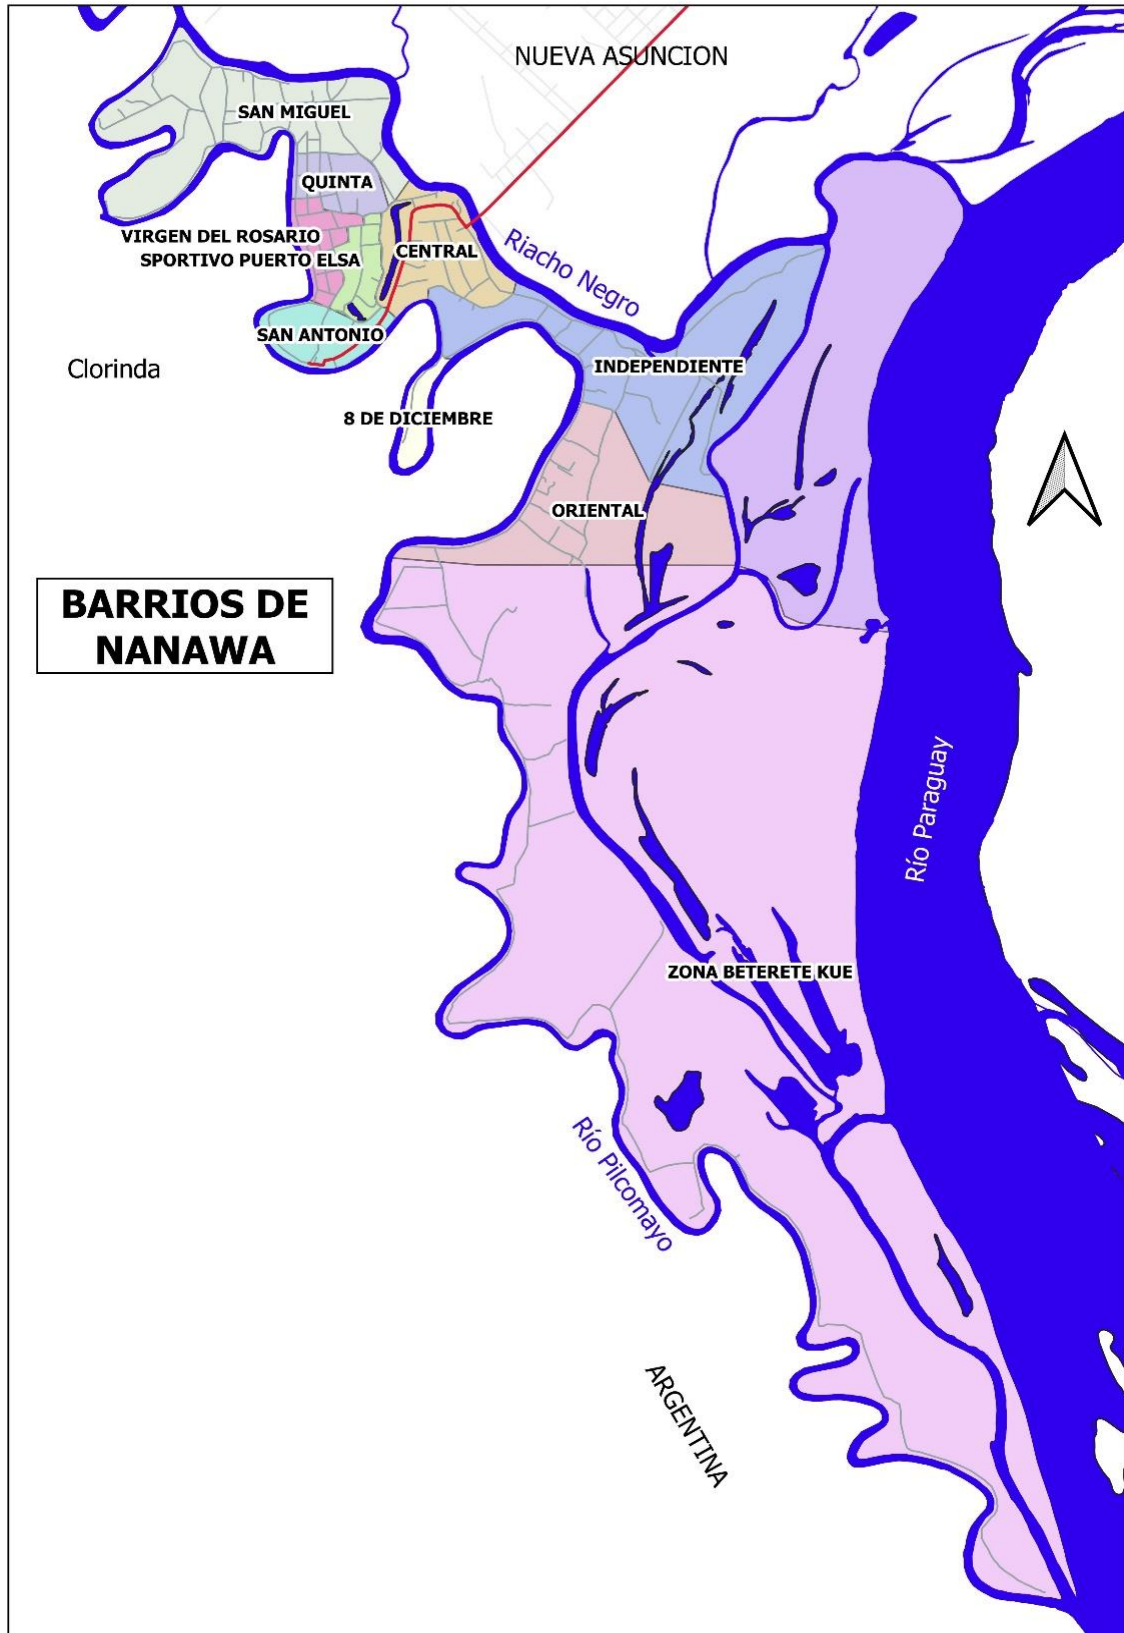 NUEVA ASUNCION
SAN MIGUEL
QUINTA
VIRGEN DEL ROSARIO
SPORTIVO PUERTO ELSA
CENTRAL
Riacho Negro
SAN ANTONIO
Clorinda
INDEPENDIENTE
8 DE DICIEMBRE
ORIENTAL
BARRIOS DE
NANAWA
Río Paraguay
ZONA BETERETE KUE
Río Pilcomayo
ARGENTINA